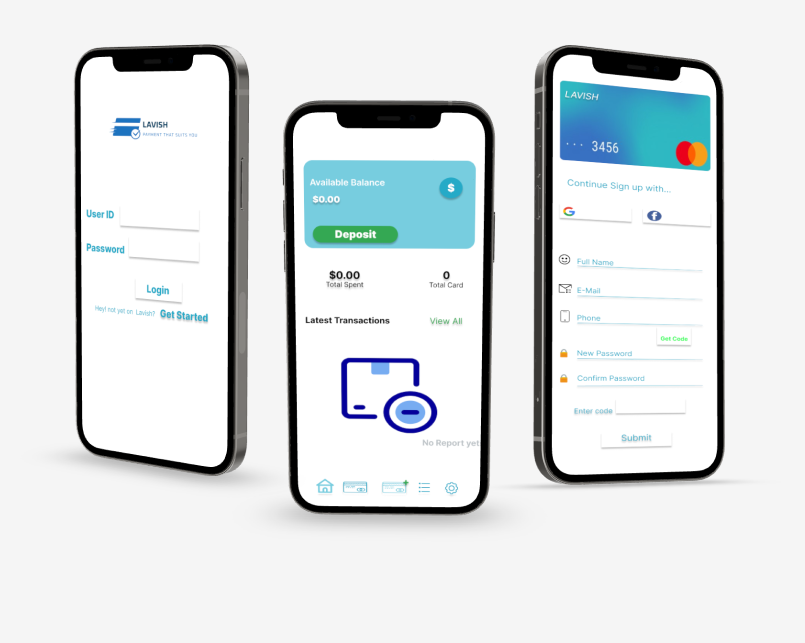 LAVISH
PAYMENT THAT SUITS YOU
User ID
Password
Login
Hey! not yet on Lavish? Get Started
Available Balance
$
$0.00
Deposit
$0.00
0
Total Spent
Total Card
Latest Transactions
View All
No Report yet
LAVISH
··· 3456
Continue Sign up with...
G
f
Full Name
E-Mail
Phone
Get Code
New Password
Confirm Password
Enter code
Submit